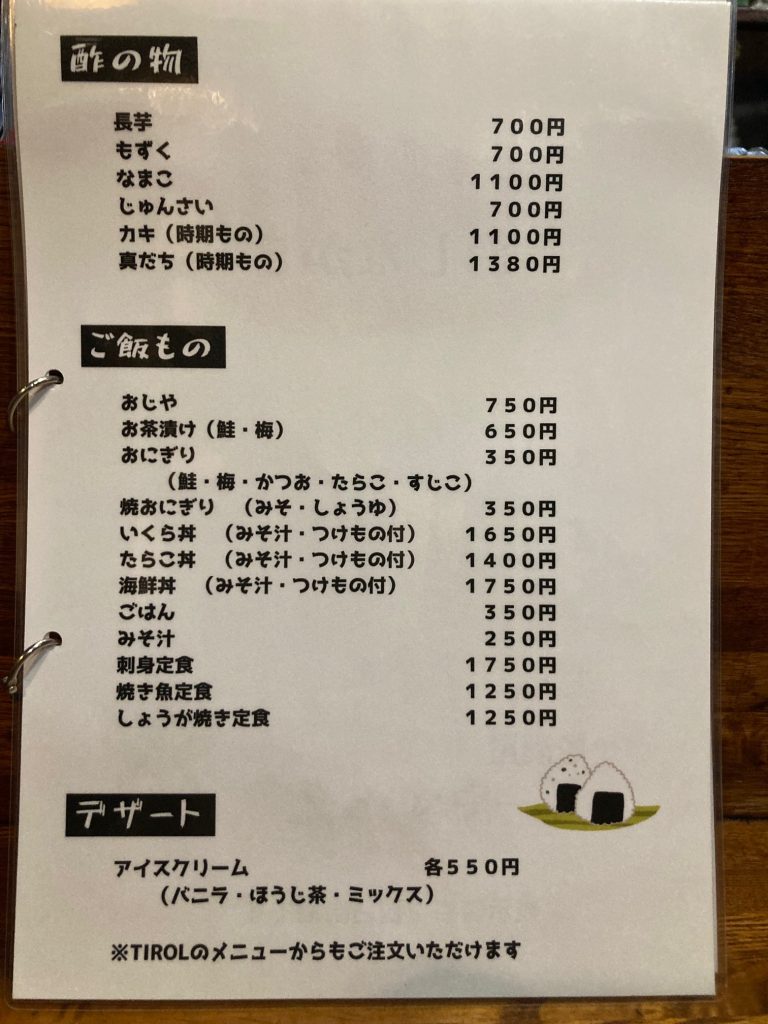 酢の物
長芋 ７００円
もずく ７００円
なまこ １１００円
じゅんさい ７００円
カキ（時期もの） １１００円
真だち（時期もの） １３８０円
ご飯もの
おじや ７５０円
お茶漬け（鮭・梅） ６５０円
おにぎり ３５０円
（鮭・梅・かつお・たらこ・すじこ）
焼おにぎり （みそ・しょうゆ） ３５０円
いくら丼 （みそ汁・つけもの付） １６５０円
たらこ丼 （みそ汁・つけもの付） １４００円
海鮮丼 （みそ汁・つけもの付） １７５０円
ごはん ３５０円
みそ汁 ２５０円
刺身定食 １７５０円
焼き魚定食 １２５０円
しょうが焼き定食 １２５０円
デザート
アイスクリーム 各５５０円
（バニラ・ほうじ茶・ミックス）
※TIROLのメニューからもご注文いただけます